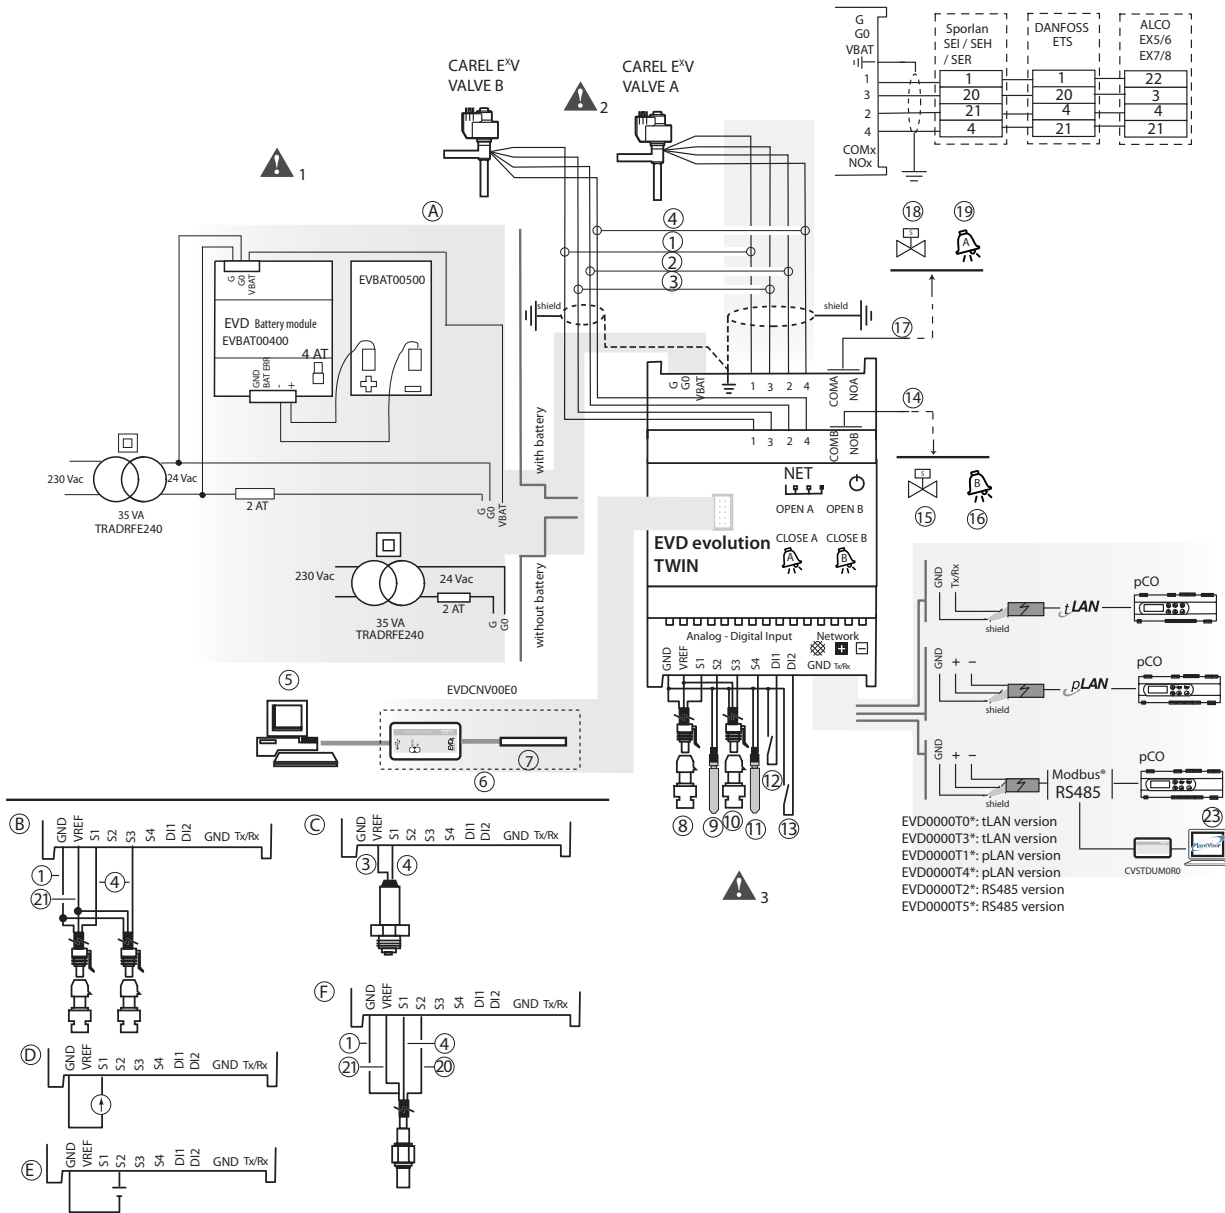 CAREL EXV
VALVE B
CAREL EXV
VALVE A
2
1
G
G0
VBAT
1
3
2
4
COMx
NOx
Sporlan
SEI / SEH
/ SER
1
20
21
4
DANFOSS
ETS
1
20
4
21
ALCO
EX5/6
EX7/8
22
3
4
21
A
G
G0
VBAT
EVD Battery module
EVBAT00400
4 AT
GND
BAT ERR
-
+
EVBAT00500
4
1
2
3
shield
shield
18
S
19
A
17
14
15
S
16
B
with battery
without battery
230 Vac
24 Vac
35 VA
TRADRFE240
2 AT
G
G0
VBAT
230 Vac
24 Vac
2 AT
35 VA
TRADRFE240
G
G0
G
G0
VBAT
1
3
2
4
COMA
NOA
1
3
2
4
COMB
NOB
NET
OPEN A
OPEN B
EVD evolution
TWIN
CLOSE A
CLOSE B
A
B
Analog - Digital Input
Network
GND
VREF
S1
S2
S3
S4
DI1
DI2
GND
Tx/Rx
5
EVDCNV00E0
EVD
7
6
8
9
10
11
12
13
3
GND
Tx/Rx
shield
tLAN
pCO
GND
+
−
shield
pLAN
pCO
GND
+
−
shield
Modbus®
RS485
pCO
23
PlantVisor
CVSTDUM0R0
EVD0000T0*: tLAN version
EVD0000T3*: tLAN version
EVD0000T1*: pLAN version
EVD0000T4*: pLAN version
EVD0000T2*: RS485 version
EVD0000T5*: RS485 version
B
GND
VREF
S1
S2
S3
S4
DI1
DI2
GND Tx/Rx
1
21
4
C
GND
VREF
S1
S2
S3
S4
DI1
DI2
GND Tx/Rx
3
4
D
GND
VREF
S1
S2
S3
S4
DI1
DI2
GND Tx/Rx
E
GND
VREF
S1
S2
S3
S4
DI1
DI2
GND Tx/Rx
F
GND
VREF
S1
S2
S3
S4
DI1
DI2
GND Tx/Rx
1
21
4
20